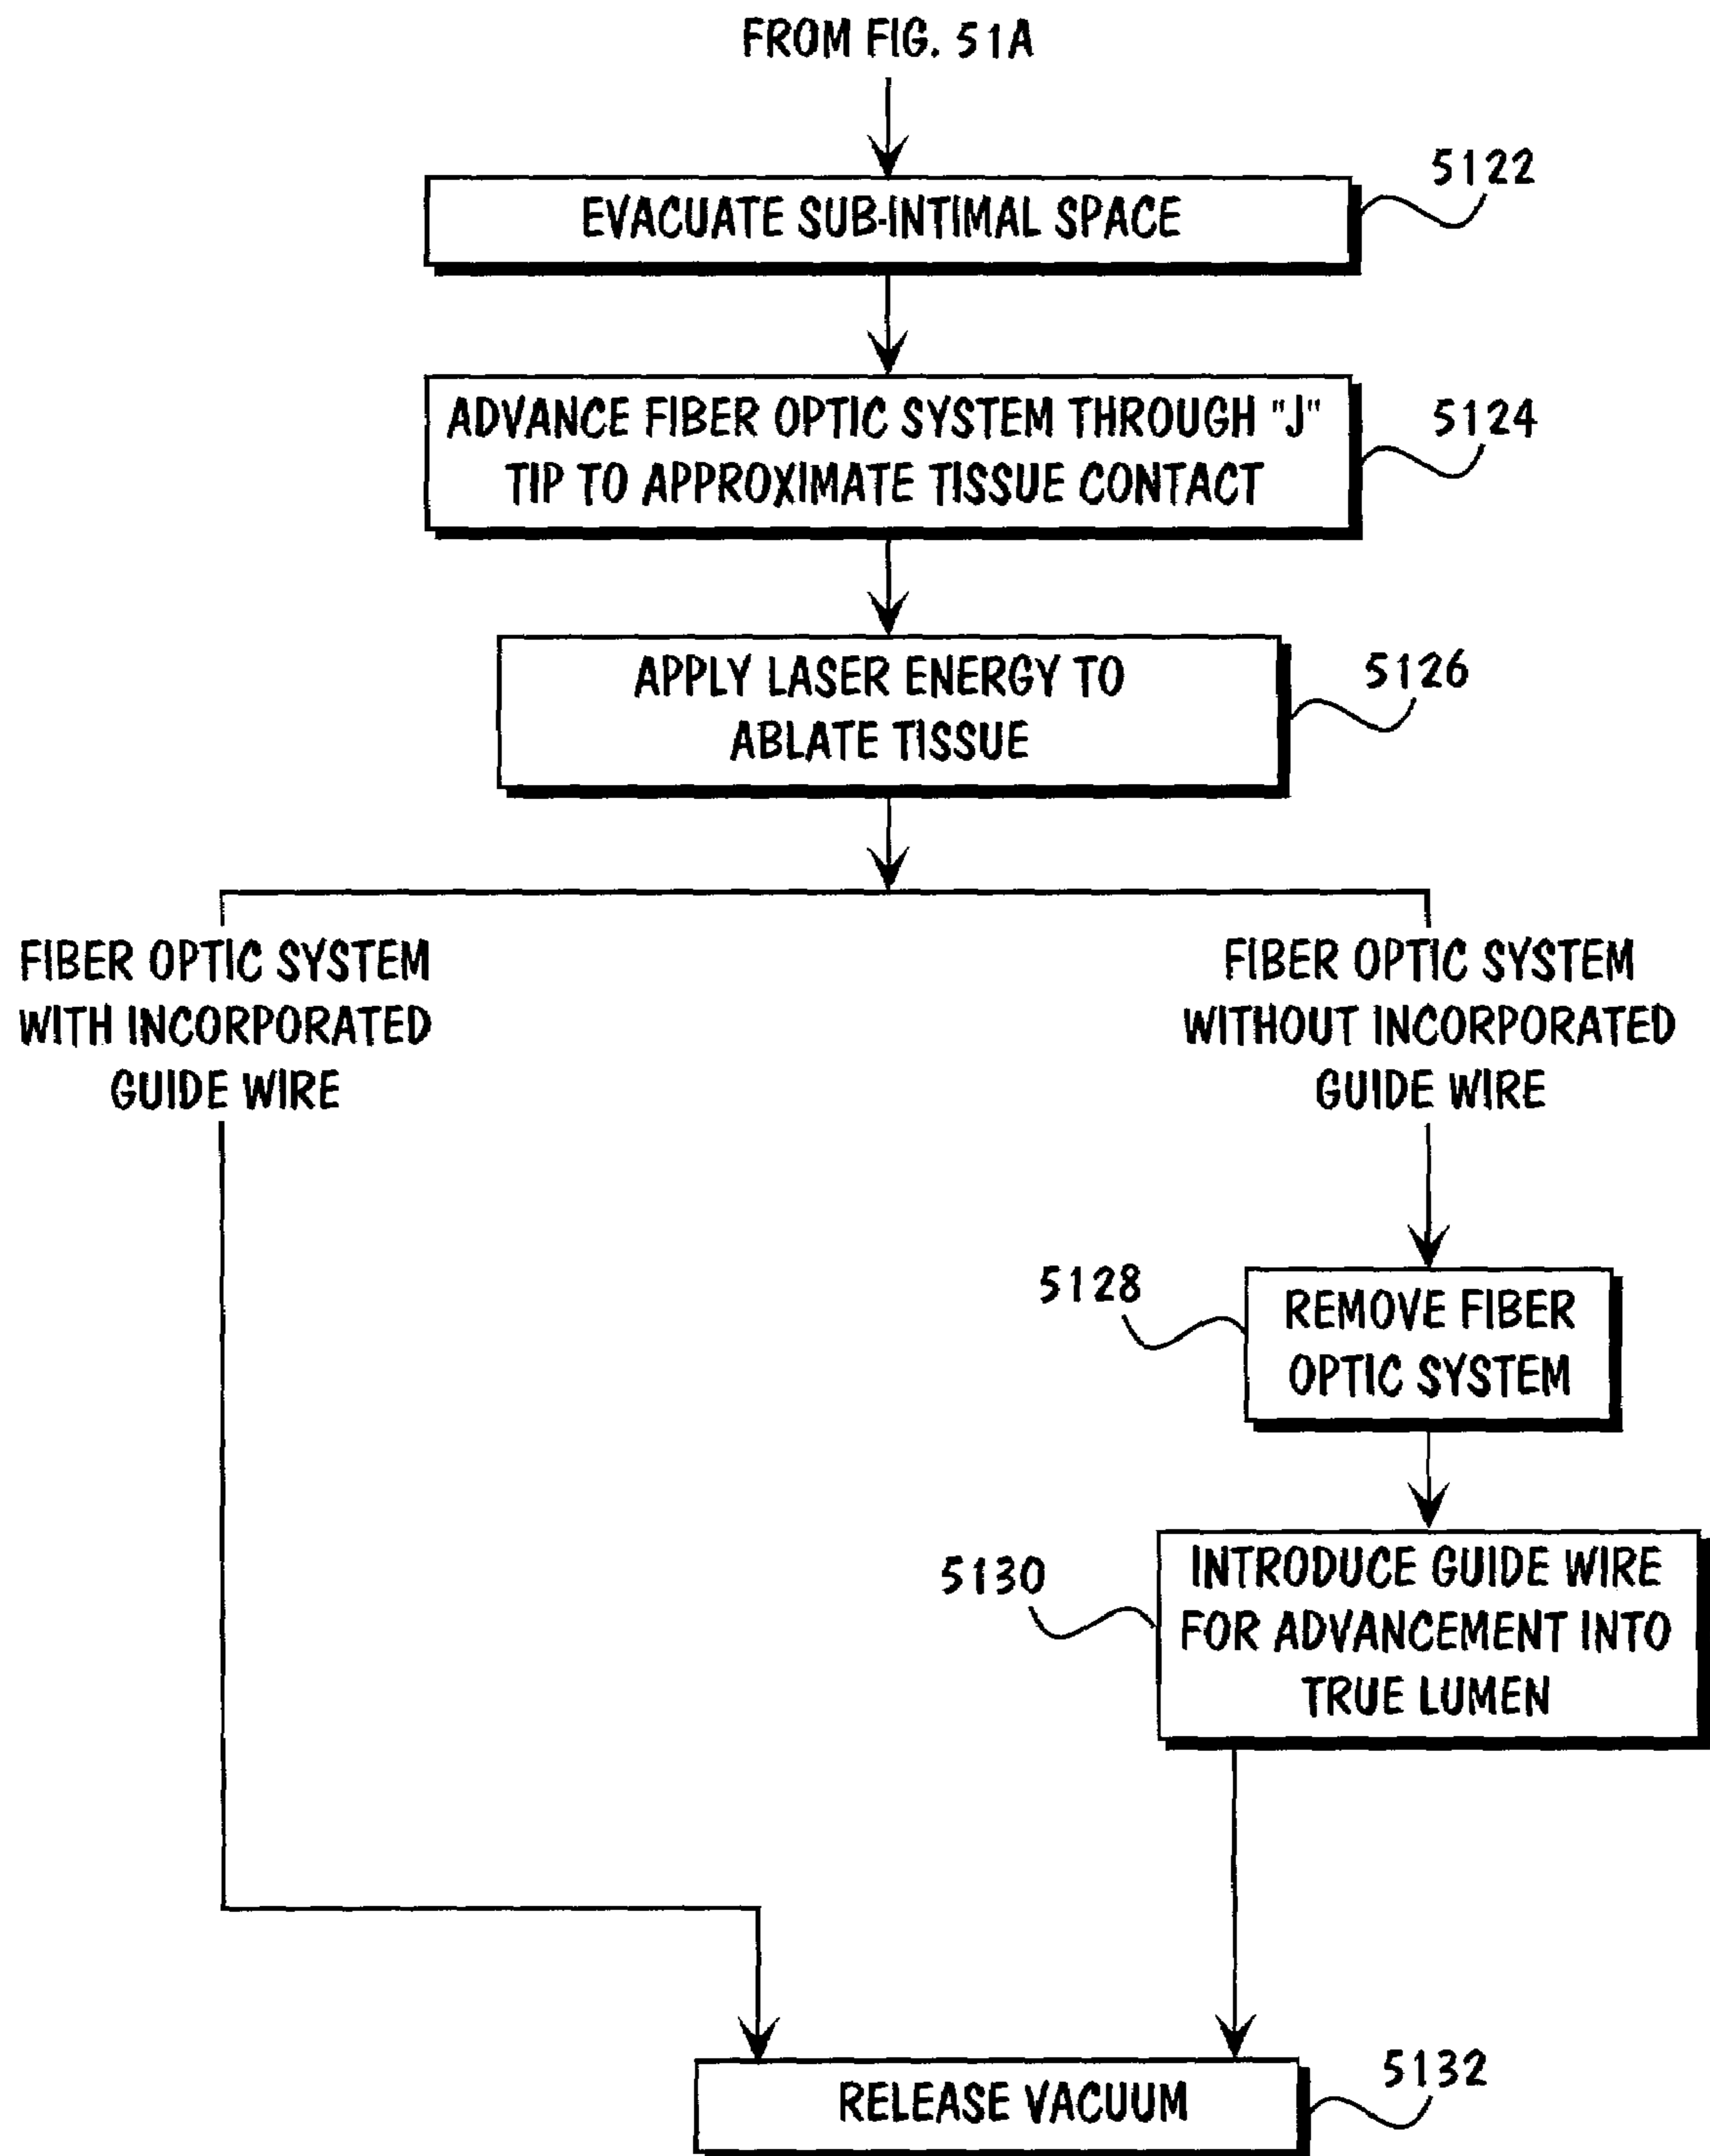 FROM FIG. 51A
EVACUATE SUB-INTIMAL SPACE
5122
ADVANCE FIBER OPTIC SYSTEM THROUGH "J"
TIP TO APPROXIMATE TISSUE CONTACT
5124
APPLY LASER ENERGY TO
ABLATE TISSUE
5126
FIBER OPTIC SYSTEM
WITH INCORPORATED
GUIDE WIRE
FIBER OPTIC SYSTEM
WITHOUT INCORPORATED
GUIDE WIRE
5128
REMOVE FIBER
OPTIC SYSTEM
5130
INTRODUCE GUIDE WIRE
FOR ADVANCEMENT INTO
TRUE LUMEN
RELEASE VACUUM
5132